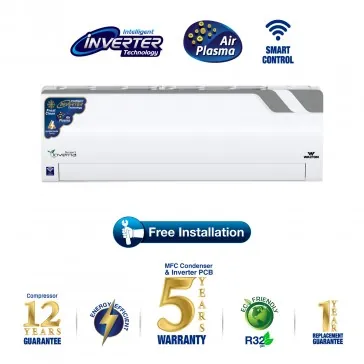 Intelligent
iNVERTER
Technology
Air
Plasma
SMART
CONTROL
WALTON
Free Installation
MFC Condenser
& Inverter PCB
Compressor
12 YEARS
GUARANTEE
ENERGY EFFICIENT
5 YEARS
WARRANTY
ECO FRIENDLY
R32
1 YEAR
REPLACEMENT
GUARANTEE